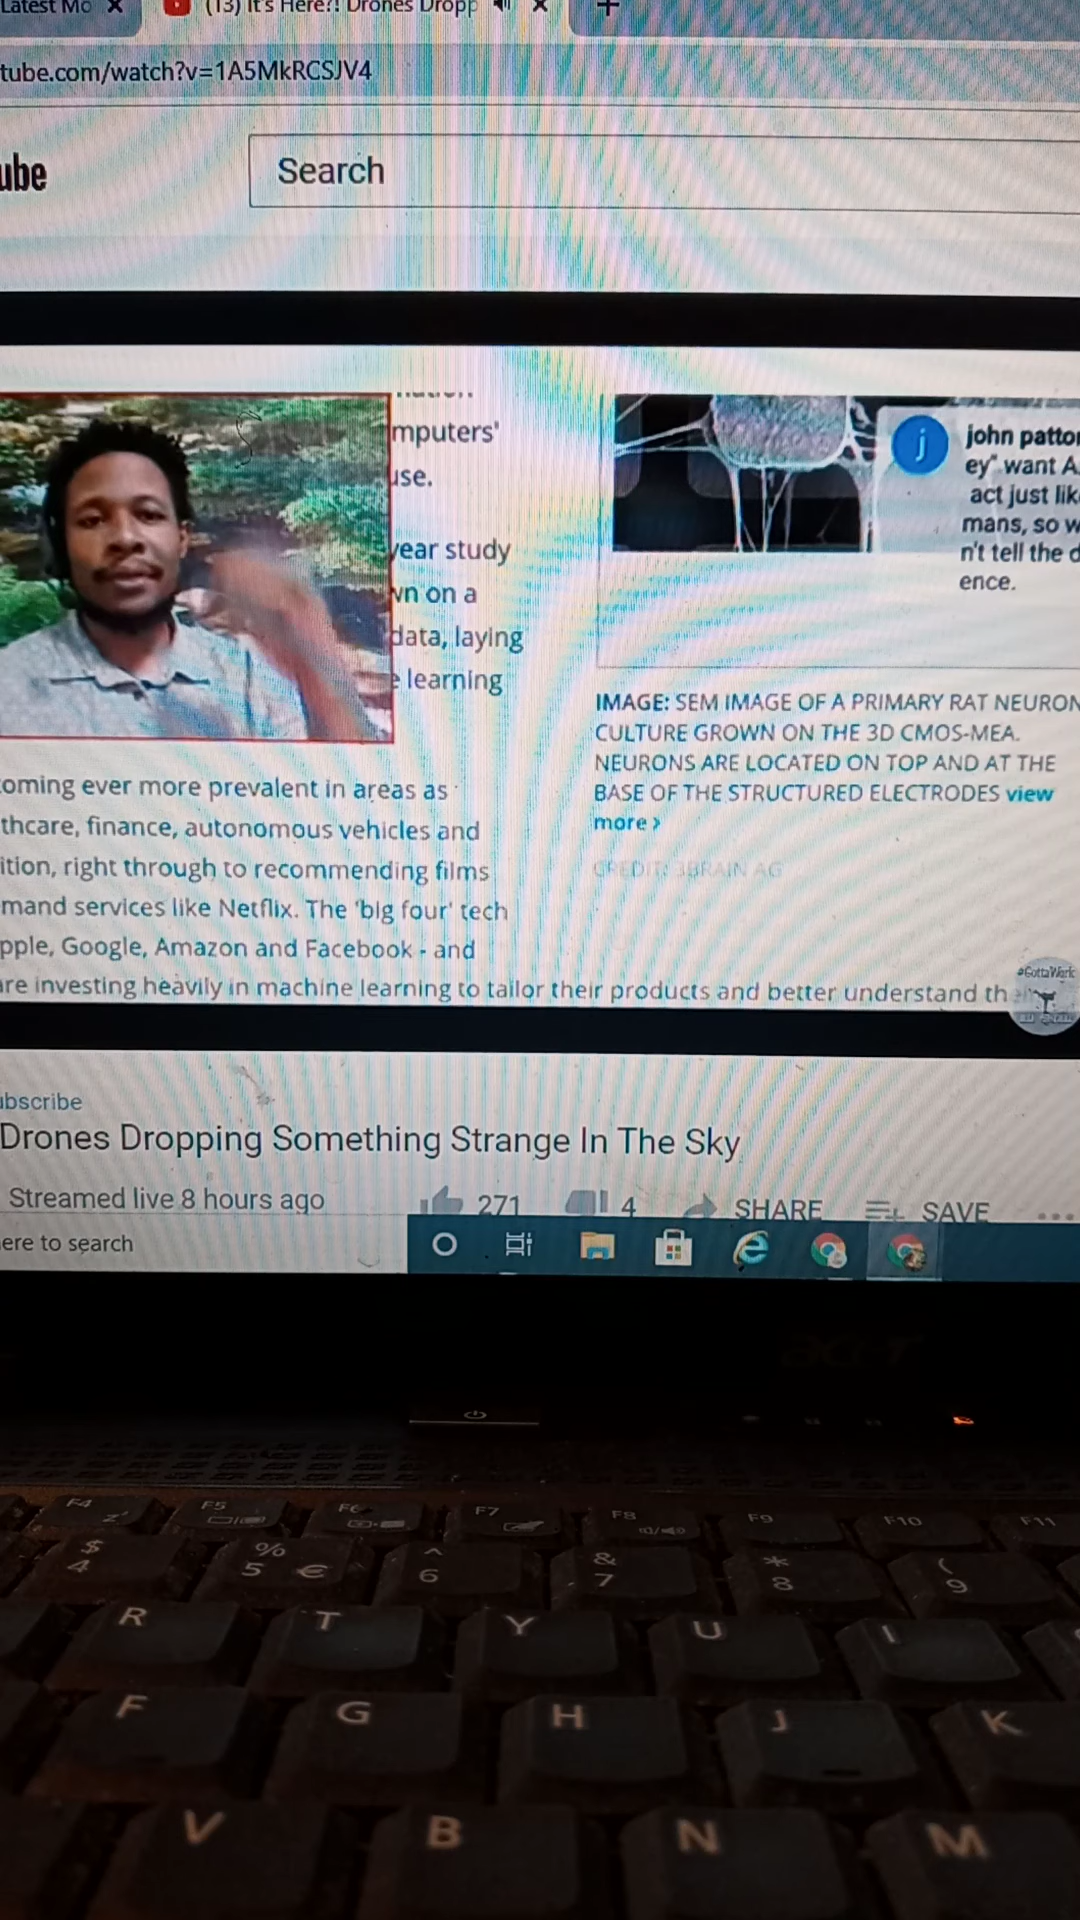 Latest Mo
(13) It's Here?! Drones Dropp
tube.com/watch?v=1A5MkRCSJV4
ube
Search
mputers'
use.
year study
wn on a
data, laying
e learning
john patton
ey" want A
act just lik
mans, so w
n't tell the d
ence.
IMAGE: SEM IMAGE OF A PRIMARY RAT NEURON
CULTURE GROWN ON THE 3D CMOS-MEA.
NEURONS ARE LOCATED ON TOP AND AT THE
BASE OF THE STRUCTURED ELECTRODES view
more >
CREDIT: 3BRAIN AG
oming ever more prevalent in areas as
thcare, finance, autonomous vehicles and
ition, right through to recommending films
mand services like Netflix. The 'big four' tech
pple, Google, Amazon and Facebook - and
are investing heavily in machine learning to tailor their products and better understand
#GottaWork
ubscribe
Drones Dropping Something Strange In The Sky
Streamed live 8 hours ago
271
4
SHARE
SAVE
ere to search
acer
F4 F5 F6 F7 F8 F9 F10 F11
$ % ^ & * (
4 5 € 6 7 8 9
R T Y U I
F G H J K
V B N M